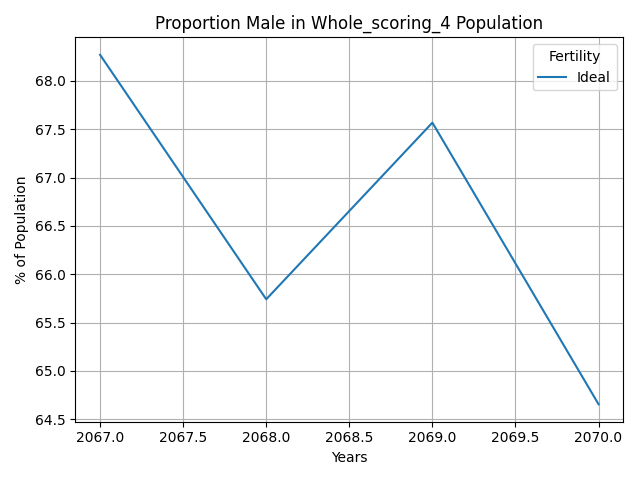 Proportion Male in Whole_scoring_4 Population
Fertility
Ideal
% of Population
68.0
67.5
67.0
66.5
66.0
65.5
65.0
64.5
2067.0 2067.5 2068.0 2068.5 2069.0 2069.5 2070.0
Years